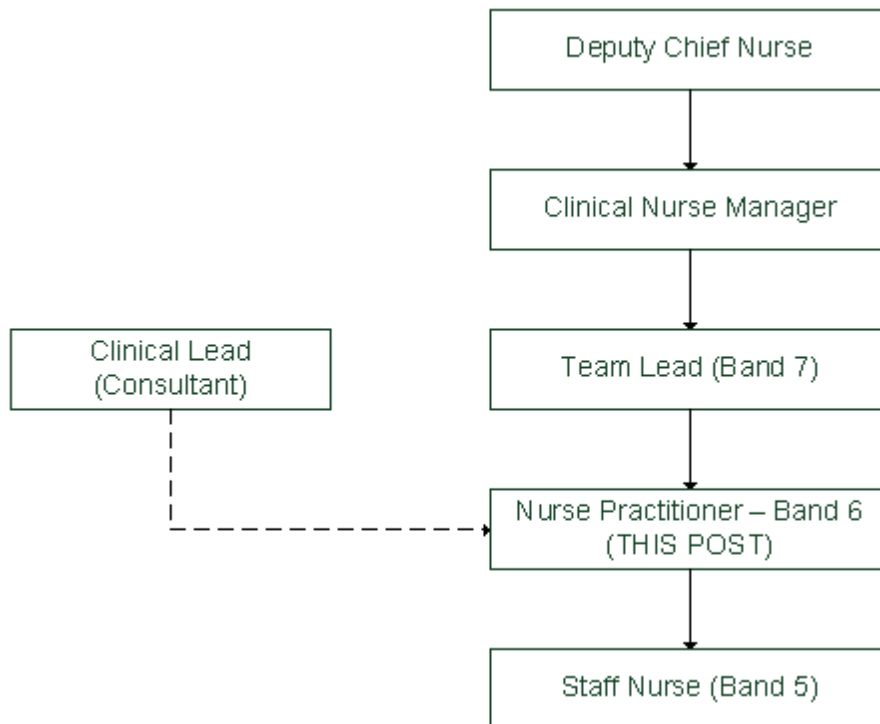 Deputy Chief Nurse
Clinical Nurse Manager
Clinical Lead
(Consultant)
Team Lead (Band 7)
Nurse Practitioner – Band 6
(THIS POST)
Staff Nurse (Band 5)